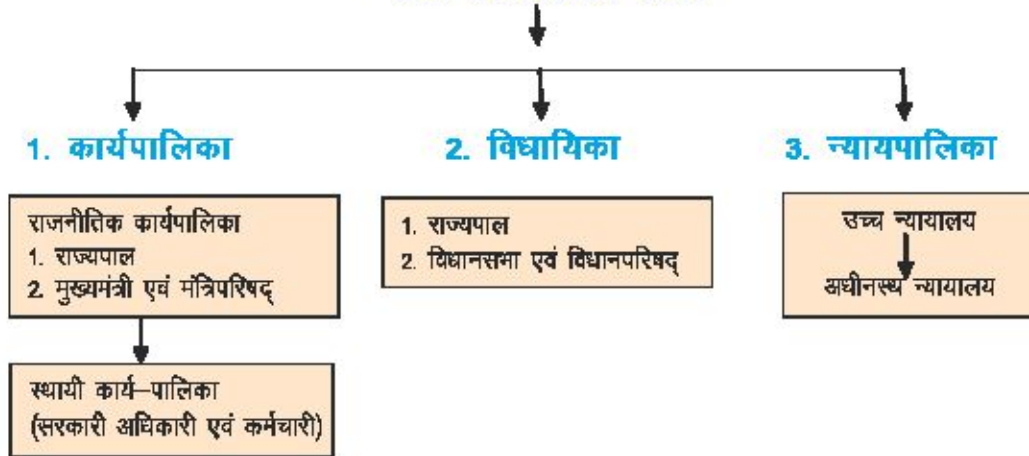 1. कार्यपालिका
2. विधायिका
3. न्यायपालिका
राजनीतिक कार्यपालिका
1. राज्यपाल
2. मुख्यमंत्री एवं मंत्रिपरिषद्
1. राज्यपाल
2. विधानसभा एवं विधानपरिषद्
उच्च न्यायालय
अधीनस्थ न्यायालय
स्थायी कार्य–पालिका
(सरकारी अधिकारी एवं कर्मचारी)